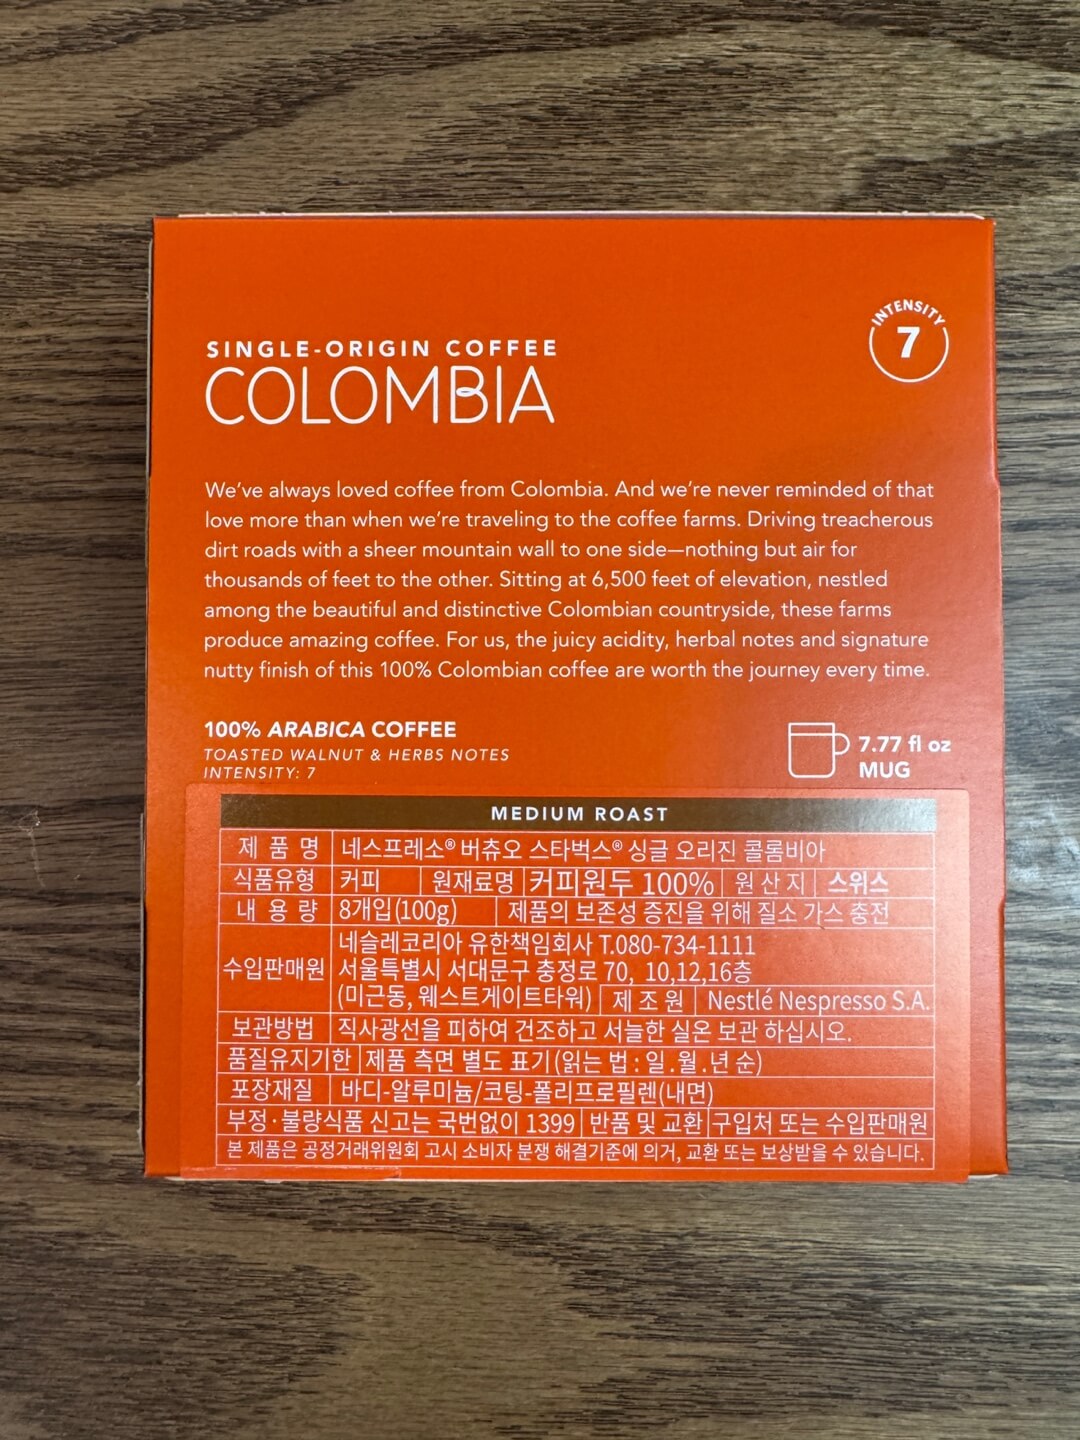 INTENSITY
7
SINGLE-ORIGIN COFFEE
COLOMBIA
We've always loved coffee from Colombia. And we're never reminded of that
love more than when we're traveling to the coffee farms. Driving treacherous
dirt roads with a sheer mountain wall to one side—nothing but air for
thousands of feet to the other. Sitting at 6,500 feet of elevation, nestled
among the beautiful and distinctive Colombian countryside, these farms
produce amazing coffee. For us, the juicy acidity, herbal notes and signature
nutty finish of this 100% Colombian coffee are worth the journey every time.
100% ARABICA COFFEE
TOASTED WALNUT & HERBS NOTES
INTENSITY: 7
7.77 fl oz
MUG
MEDIUM ROAST
제 품 명 네스프레소® 버츄오 스타벅스® 싱글 오리진 콜롬비아
식품유형 커피 원재료명 커피원두 100% 원 산 지 스위스
내 용 량 8개입(100g) 제품의 보존성 증진을 위해 질소 가스 충전
수입판매원 네슬레코리아 유한책임회사 T.080-734-1111
서울특별시 서대문구 충정로 70, 10,12,16층
(미근동, 웨스트게이트타워) 제 조 원 Nestlé Nespresso S.A.
보관방법 직사광선을 피하여 건조하고 서늘한 실온 보관 하십시오.
품질유지기한 제품 측면 별도 표기(읽는 법 : 일.월.년 순)
포장재질 바디-알루미늄/코팅-폴리프로필렌(내면)
부정·불량식품 신고는 국번없이 1399 반품 및 교환 구입처 또는 수입판매원
본 제품은 공정거래위원회 고시 소비자 분쟁 해결기준에 의거, 교환 또는 보상받을 수 있습니다.